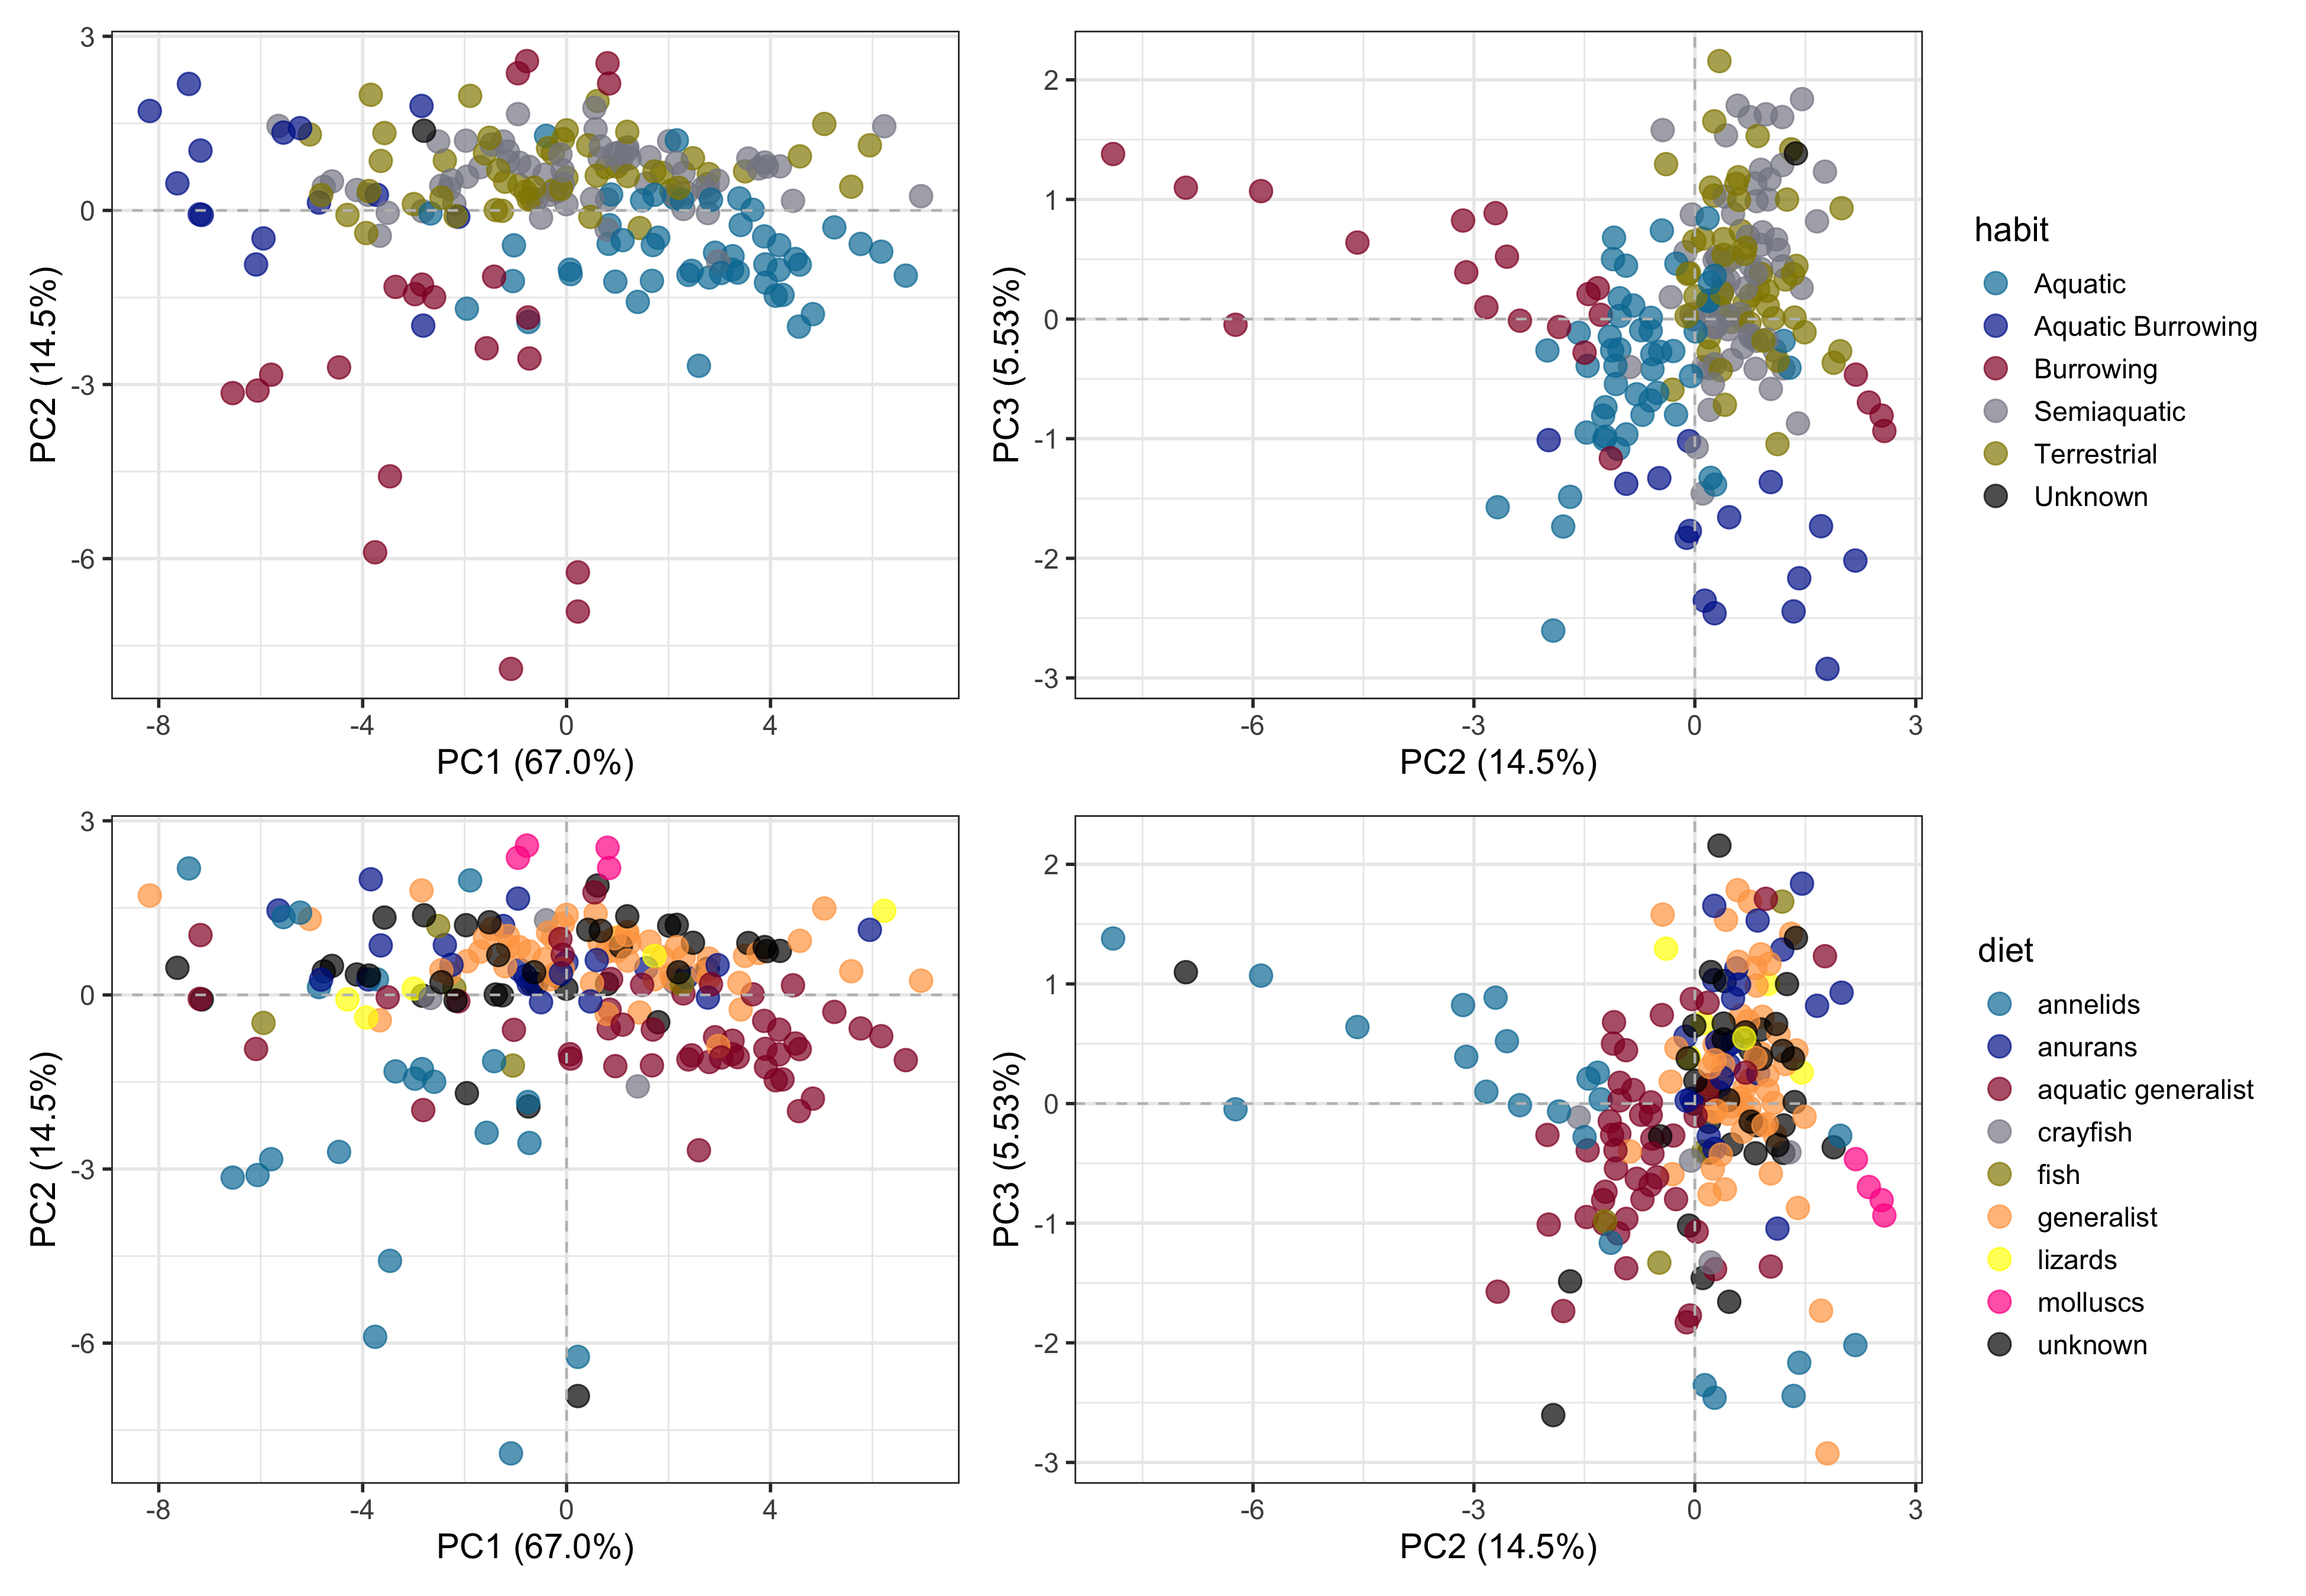 3
0
-3
-6
PC2 (14.5%)
-8
-4
0
4
PC1 (67.0%)
2
1
0
-1
-2
-3
PC3 (5.53%)
-6
-3
0
3
PC2 (14.5%)
habit
Aquatic
Aquatic Burrowing
Burrowing
Semiaquatic
Terrestrial
Unknown
3
0
-3
-6
PC2 (14.5%)
-8
-4
0
4
PC1 (67.0%)
2
1
0
-1
-2
-3
PC3 (5.53%)
-6
-3
0
3
PC2 (14.5%)
diet
annelids
anurans
aquatic generalist
crayfish
fish
generalist
lizards
molluscs
unknown